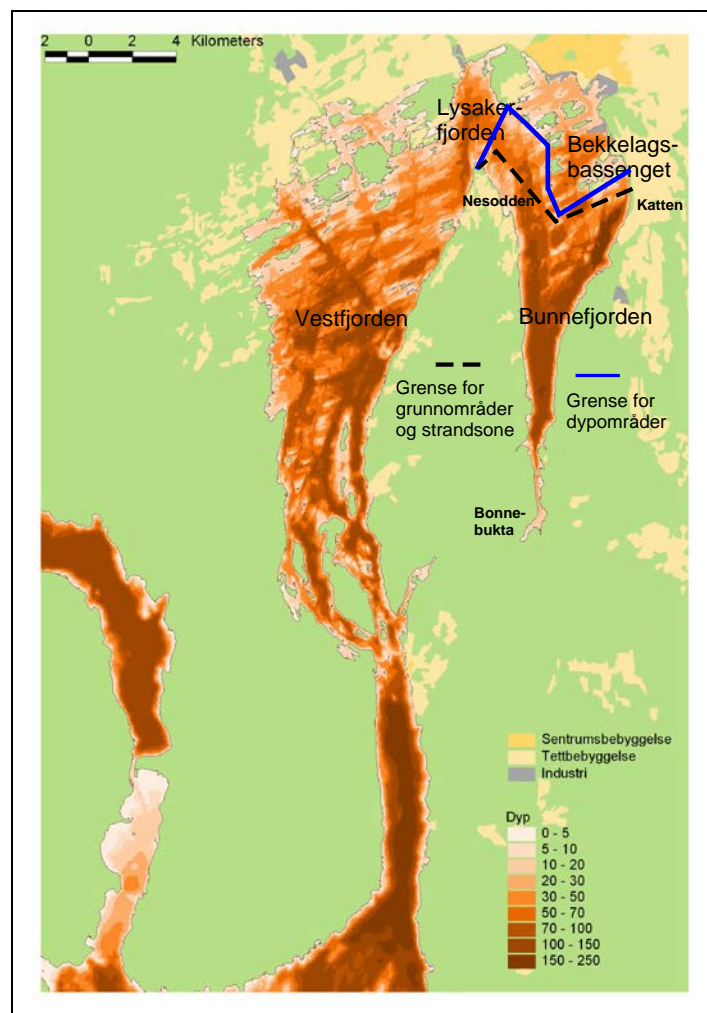 2 0 2 4 Kilometers
Lysaker-
fjorden
Bekkelags-
bassenget
Nesodden
Katten
Vestfjorden
Bunnefjorden
Grense for
grunnområder
og strandsone
Grense for
dypområder
Bonne-
bukta
Sentrumsbebyggelse
Tettbebyggelse
Industri
Dyp
0 - 5
5 - 10
10 - 20
20 - 30
30 - 50
50 - 70
70 - 100
100 - 150
150 - 250